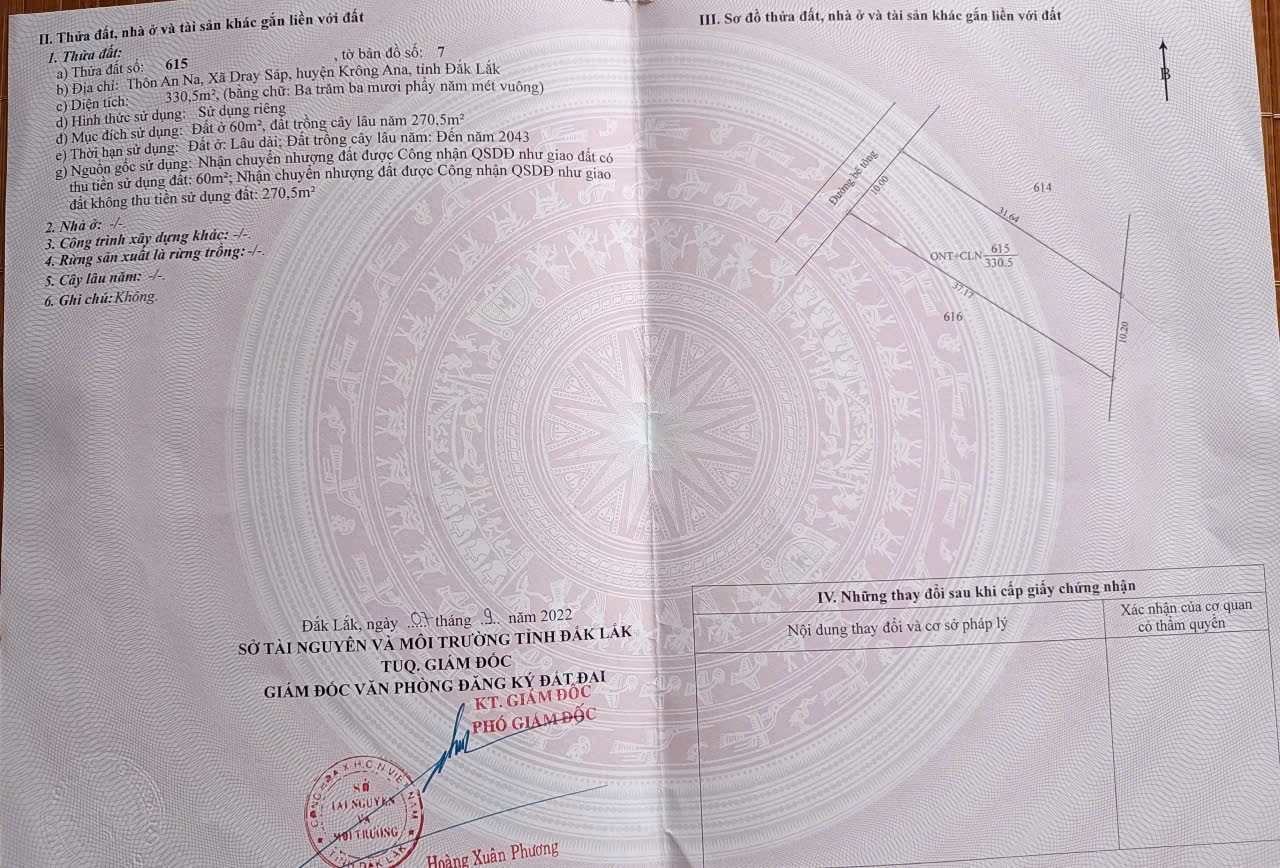 II. Thửa đất, nhà ở và tài sản khác gắn liền với đất
1. Thửa đất:
a) Thửa đất số: 615 , tờ bản đồ số: 7
b) Địa chỉ: Thôn An Na, Xã Dray Sáp, huyện Krông Ana, tỉnh Đắk Lắk
c) Diện tích: 330,5m², (bằng chữ: Ba trăm ba mươi phẩy năm mét vuông)
d) Hình thức sử dụng: Sử dụng riêng
đ) Mục đích sử dụng: Đất ở 60m², đất trồng cây lâu năm 270,5m²
e) Thời hạn sử dụng: Đất ở: Lâu dài; Đất trồng cây lâu năm: Đến năm 2043
g) Nguồn gốc sử dụng: Nhận chuyển nhượng đất được Công nhận QSDĐ như giao đất có
thu tiền sử dụng đất: 60m²; Nhận chuyển nhượng đất được Công nhận QSDĐ như giao
đất không thu tiền sử dụng đất: 270,5m²
2. Nhà ở: -/-
3. Công trình xây dựng khác: -/-.
4. Rừng sản xuất là rừng trồng: -/-.
5. Cây lâu năm: -/-.
6. Ghi chú: Không.
Đắk Lắk, ngày 07 tháng 9 năm 2022
SỞ TÀI NGUYÊN VÀ MÔI TRƯỜNG TỈNH ĐẮK LẮK
TUQ. GIÁM ĐỐC
GIÁM ĐỐC VĂN PHÒNG ĐĂNG KÝ ĐẤT ĐAI
KT. GIÁM ĐỐC
PHÓ GIÁM ĐỐC
CỘNG HÒA X.H.C.N VIỆT NAM
SỞ
TÀI NGUYÊN
VÀ
MÔI TRƯỜNG
TỈNH ĐẮK LẮK
Hoàng Xuân Phương
III. Sơ đồ thửa đất, nhà ở và tài sản khác gắn liền với đất
B
Đường bê tông
10.00
614
31.64
ONT+CLN 615
330.5
37.17
616
10.20
IV. Những thay đổi sau khi cấp giấy chứng nhận
Nội dung thay đổi và cơ sở pháp lý
Xác nhận của cơ quan
có thẩm quyền